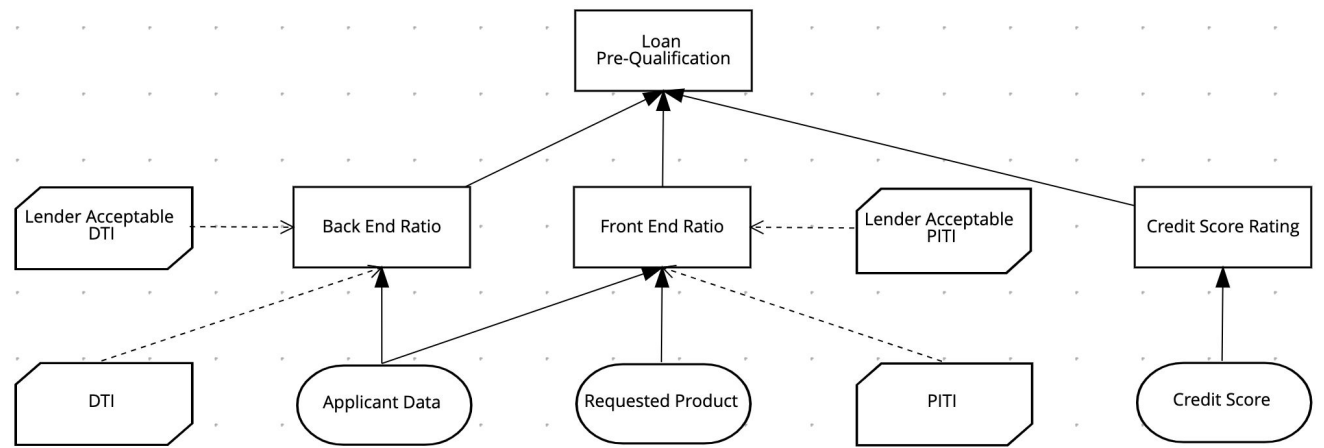 Loan
Pre-Qualification
Lender Acceptable
DTI
Back End Ratio
Front End Ratio
Lender Acceptable
PITI
Credit Score Rating
DTI
Applicant Data
Requested Product
PITI
Credit Score